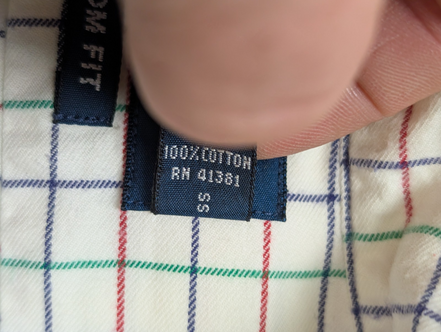 OM FIT
100% COTTON
RN 41381
SS